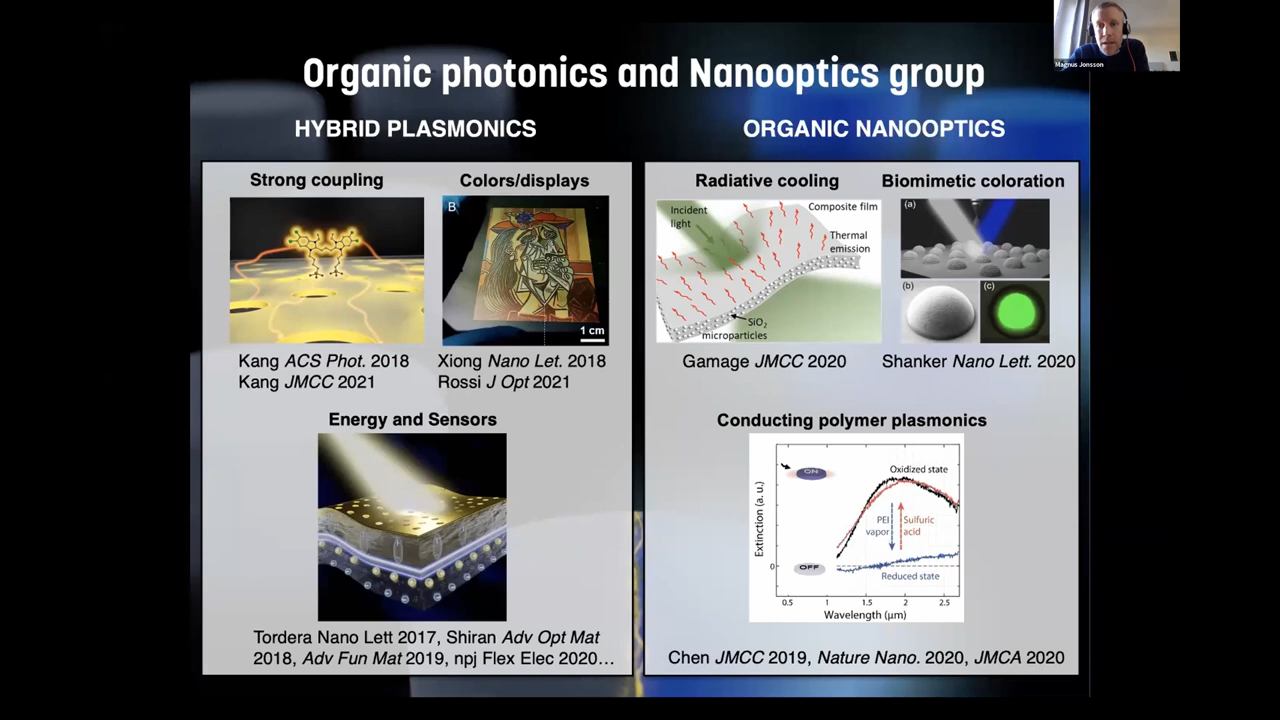 Organic photonics and Nanooptics group
Magnus Jonsson
HYBRID PLASMONICS
ORGANIC NANOOPTICS
Strong coupling
Colors/displays
B
1 cm
Kang ACS Phot. 2018
Kang JMCC 2021
Xiong Nano Let. 2018
Rossi J Opt 2021
Energy and Sensors
Tordera Nano Lett 2017, Shiran Adv Opt Mat
2018, Adv Fun Mat 2019, npj Flex Elec 2020…
Radiative cooling
Incident
light
Composite film
Thermal
emission
SiO₂
microparticles
Gamage JMCC 2020
Biomimetic coloration
(a)
(b)
(c)
Shanker Nano Lett. 2020
Conducting polymer plasmonics
ON
Oxidized state
PEI
vapor
Sulfuric
acid
OFF
Reduced state
Extinction (a. u.)
0
0.5 1 1.5 2 2.5
Wavelength (μm)
Chen JMCC 2019, Nature Nano. 2020, JMCA 2020